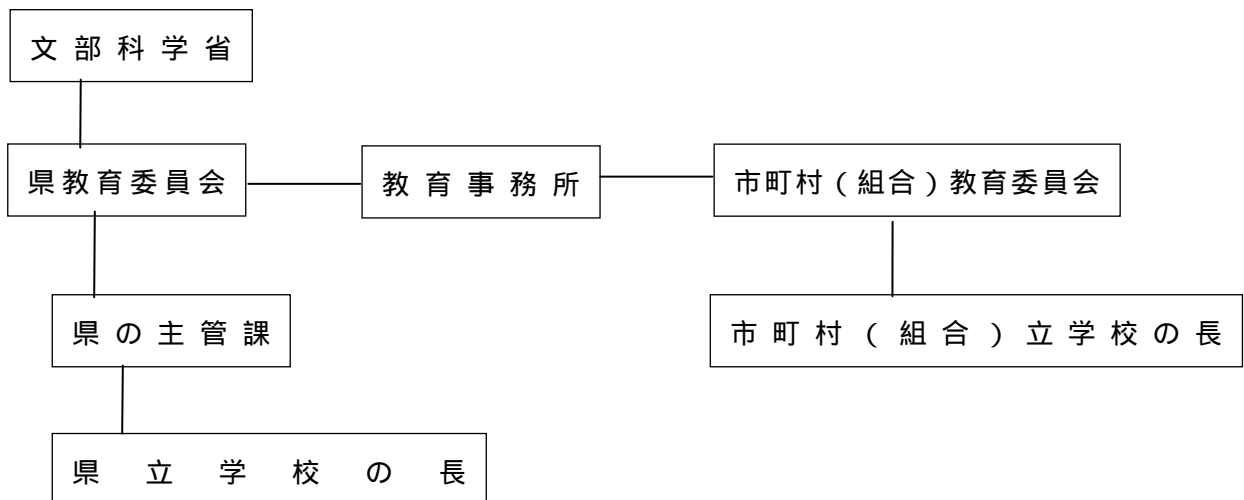 文部科学省
県教育委員会
教育事務所
市町村(組合)教育委員会
県の主管課
市町村(組合)立学校の長
県立学校の長